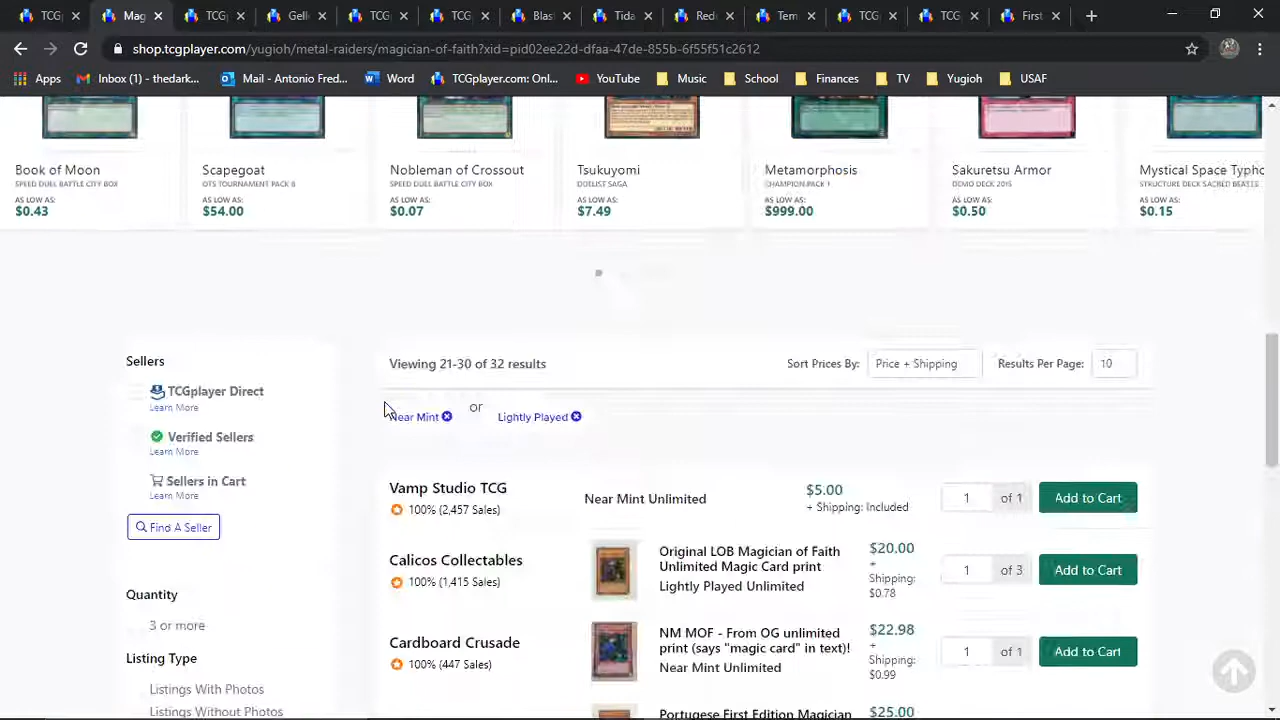 TCG
Mag
TCG
Gelle
TCG
TCG
Blas
Tida
Red
Tem
TCG
TCG
First
shop.tcgplayer.com/yugioh/metal-raiders/magician-of-faith?xid=pid02ee22d-dfaa-47de-855b-6f55f51c2612
Apps
Inbox (1) - thedark...
Mail - Antonio Fred...
Word
TCGplayer.com: Onl...
YouTube
Music
School
Finances
TV
Yugioh
USAF
Book of Moon
SPEED DUEL BATTLE CITY BOX
AS LOW AS:
$0.43
Scapegoat
OTS TOURNAMENT PACK 6
AS LOW AS:
$54.00
Nobleman of Crossout
SPEED DUEL BATTLE CITY BOX
AS LOW AS:
$0.07
Tsukuyomi
DUELIST SAGA
AS LOW AS:
$7.49
Metamorphosis
CHAMPION PACK 1
AS LOW AS:
$999.00
Sakuretsu Armor
DEMO DECK 2015
AS LOW AS:
$0.50
Mystical Space Typho
AS LOW AS:
$0.15
Sellers
TCGplayer Direct
Learn More
Verified Sellers
Learn More
Sellers in Cart
Learn More
Find A Seller
Quantity
3 or more
Listing Type
Listings With Photos
Listings Without Photos
Viewing 21-30 of 32 results
Sort Prices By:
Price + Shipping
Results Per Page:
10
Near Mint
or
Lightly Played
Vamp Studio TCG
100% (2,457 Sales)
Near Mint Unlimited
$5.00
+ Shipping: Included
1
of 1
Add to Cart
Calicos Collectables
100% (1,415 Sales)
Original LOB Magician of Faith
Unlimited Magic Card print
Lightly Played Unlimited
$20.00
+
Shipping:
$0.78
1
of 3
Add to Cart
Cardboard Crusade
100% (447 Sales)
NM MOF - From OG unlimited
print (says "magic card" in text)!
Near Mint Unlimited
$22.98
+
Shipping:
$0.99
1
of 1
Add to Cart
Portugese First Edition Magician
$25.00